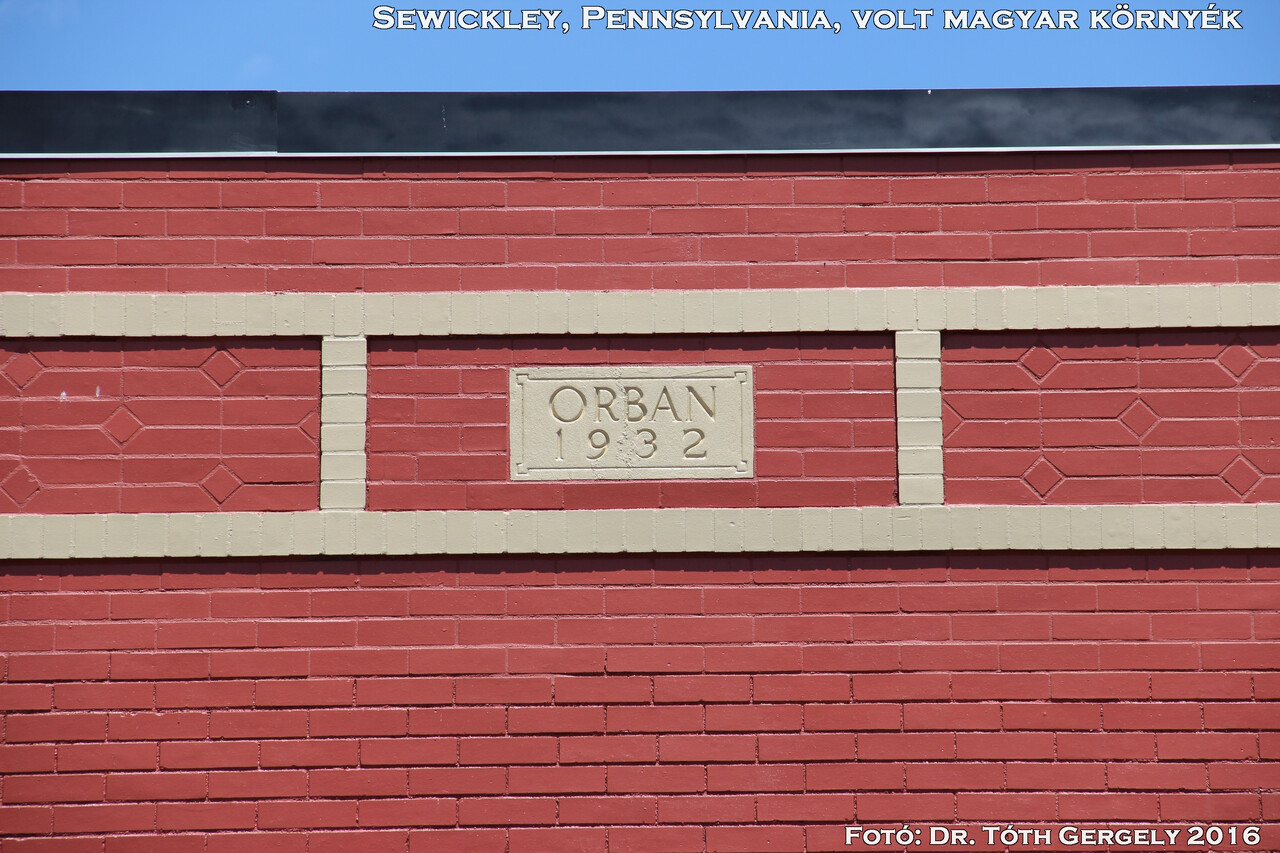 Sewickley, Pennsylvania, volt magyar környék
ORBAN
1932
Fotó: Dr. Tóth Gergely 2016